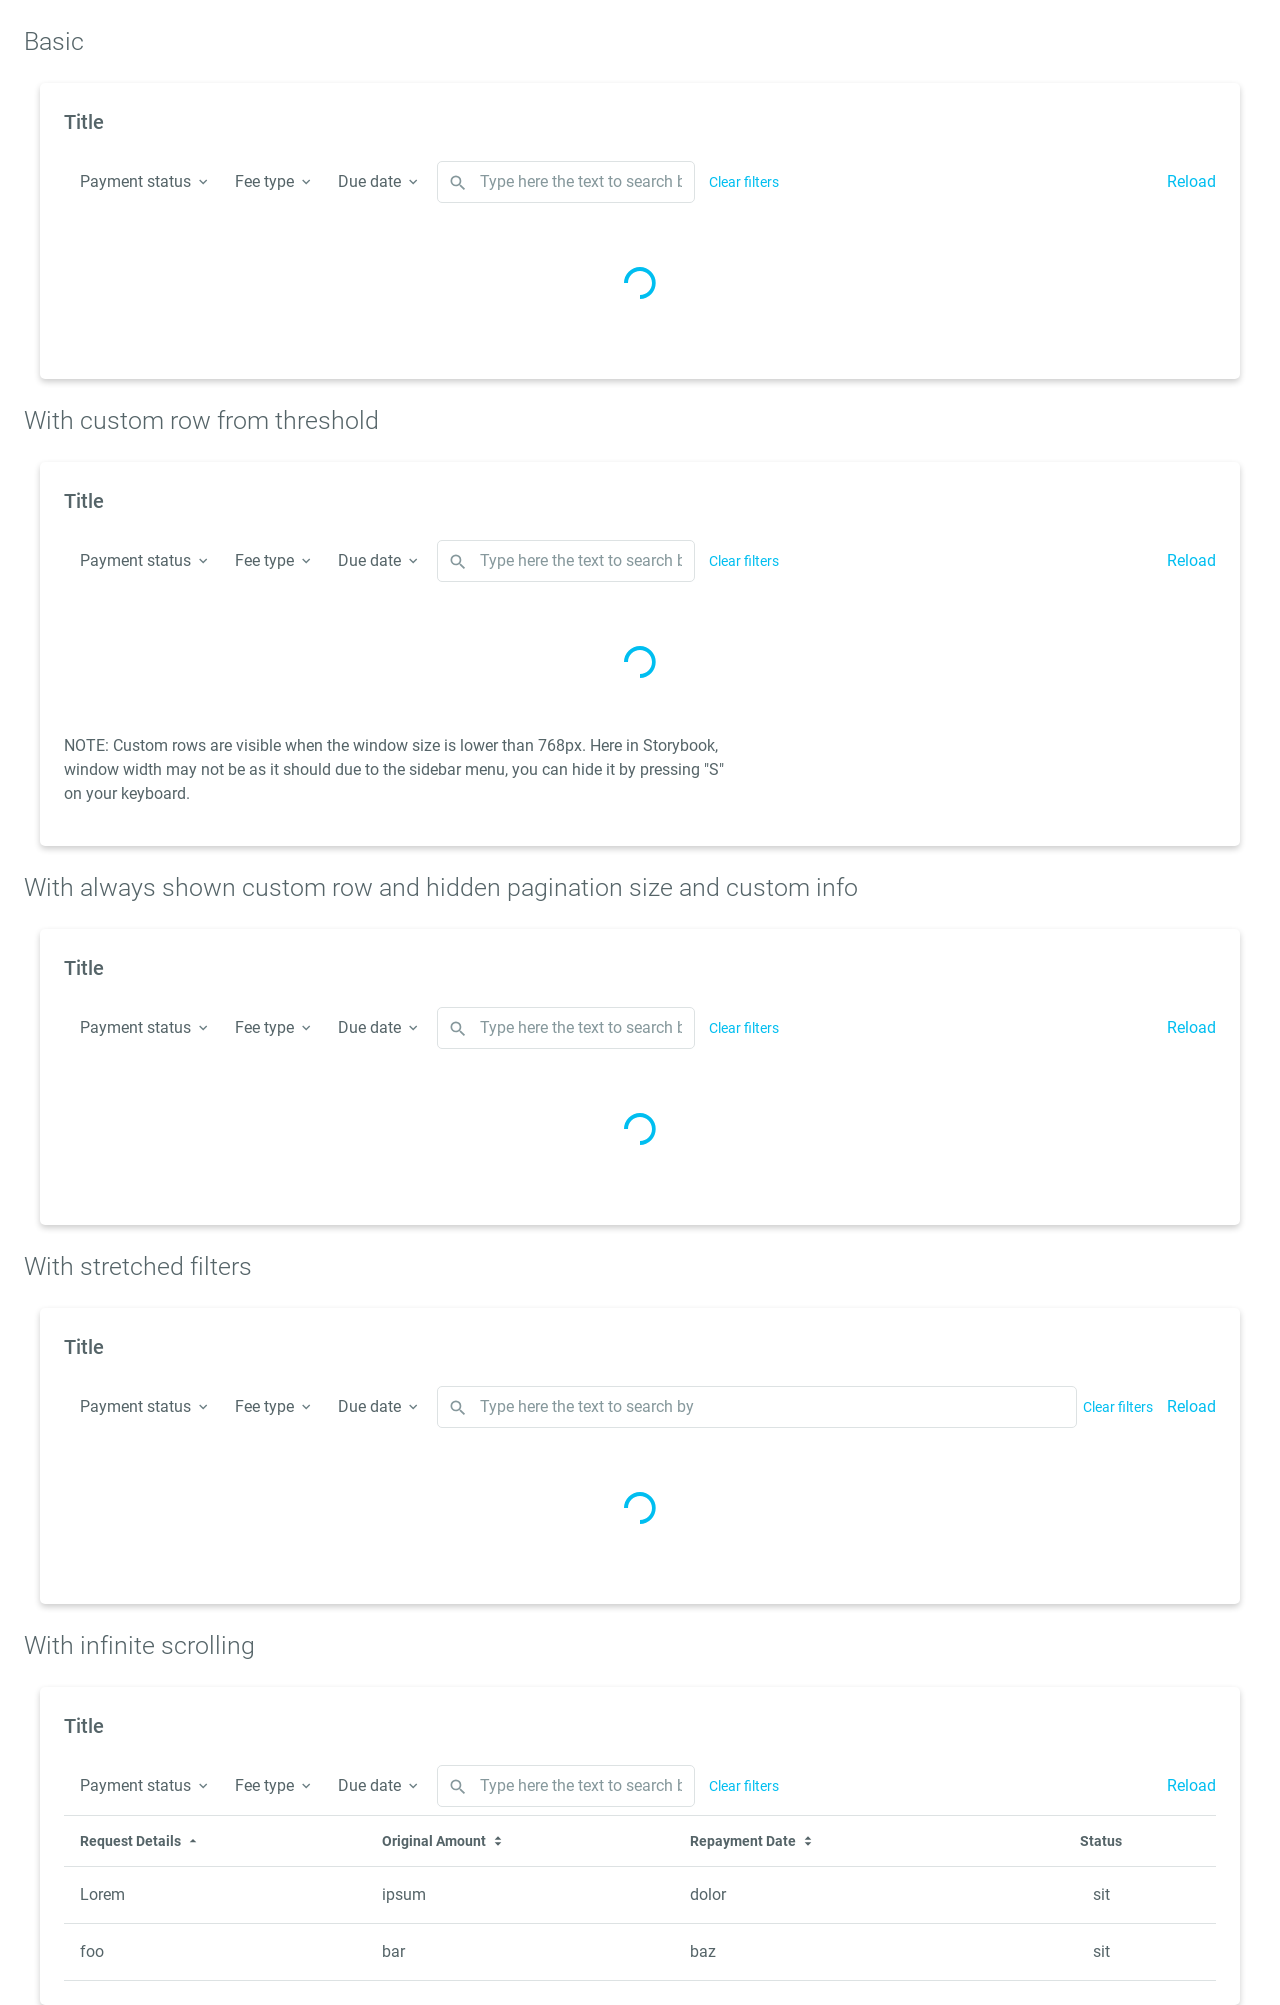 Basic
Title
Payment status Fee type Due date Type here the text to search b Clear filters Reload
With custom row from threshold
Title
Payment status Fee type Due date Type here the text to search b Clear filters Reload
NOTE: Custom rows are visible when the window size is lower than 768px. Here in Storybook,
window width may not be as it should due to the sidebar menu, you can hide it by pressing "S"
on your keyboard.
With always shown custom row and hidden pagination size and custom info
Title
Payment status Fee type Due date Type here the text to search b Clear filters Reload
With stretched filters
Title
Payment status Fee type Due date Type here the text to search by Clear filters Reload
With infinite scrolling
Title
Payment status Fee type Due date Type here the text to search b Clear filters Reload
Request Details Original Amount Repayment Date Status
Lorem ipsum dolor sit
foo bar baz sit